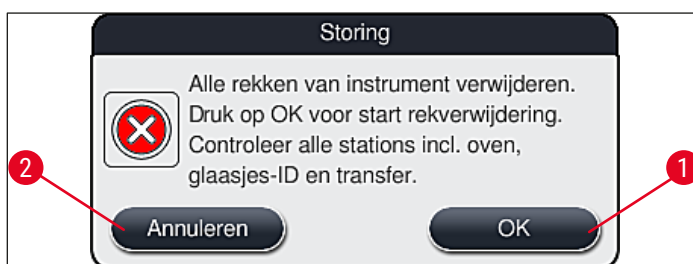 Storing
Alle rekken van instrument verwijderen.
Druk op OK voor start rekverwijdering.
Controleer alle stations incl. oven,
glaasjes-ID en transfer.
2
1
Annuleren
OK